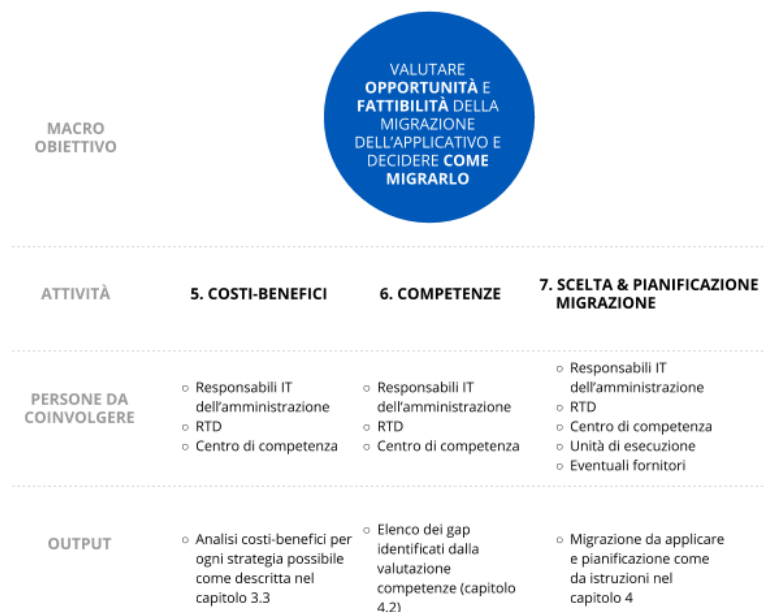 MACRO
OBIETTIVO
VALUTARE
OPPORTUNITÀ E
FATTIBILITÀ DELLA
MIGRAZIONE
DELL'APPLICATIVO E
DECIDERE COME
MIGRARLO
ATTIVITÀ
5. COSTI-BENEFICI
6. COMPETENZE
7. SCELTA & PIANIFICAZIONE
MIGRAZIONE
PERSONE DA
COINVOLGERE
○ Responsabili IT
dell'amministrazione
○ RTD
○ Centro di competenza
○ Responsabili IT
dell'amministrazione
○ RTD
○ Centro di competenza
○ Responsabili IT
dell'amministrazione
○ RTD
○ Centro di competenza
○ Unità di esecuzione
○ Eventuali fornitori
OUTPUT
○ Analisi costi-benefici per
ogni strategia possibile
come descritta nel
capitolo 3.3
○ Elenco dei gap
identificati dalla
valutazione
competenze (capitolo
4.2)
○ Migrazione da applicare
e pianificazione come
da istruzioni nel
capitolo 4